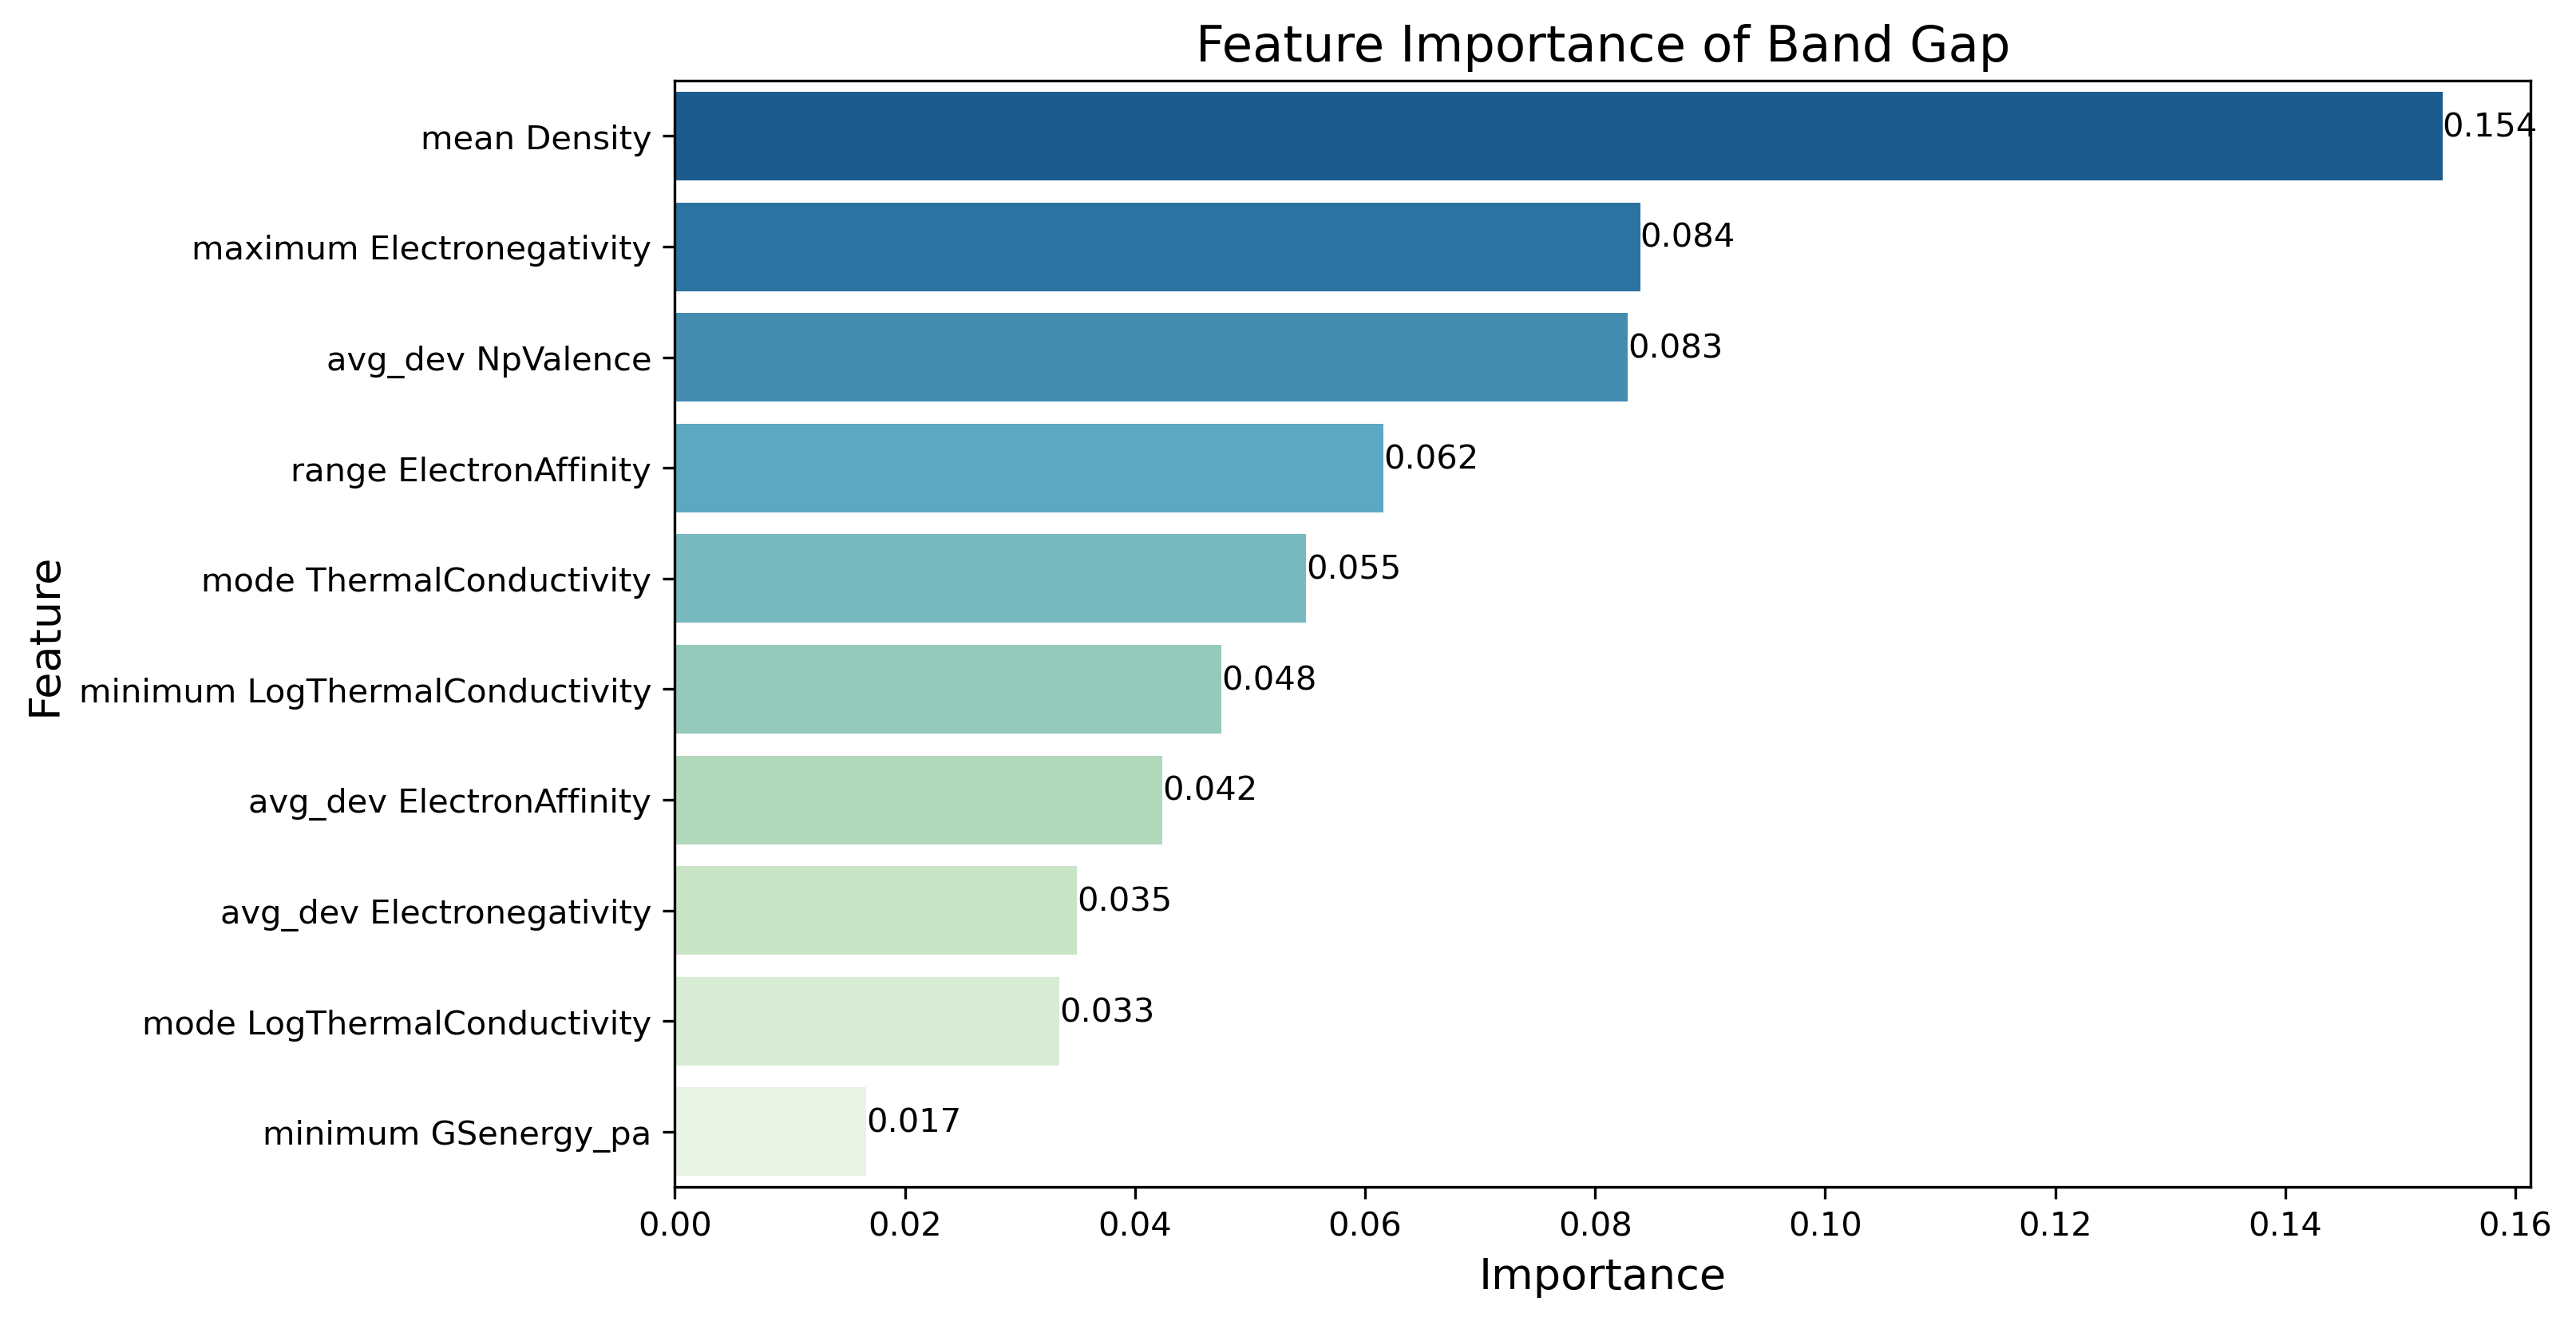 Feature Importance of Band Gap
mean Density
0.154
maximum Electronegativity
0.084
avg_dev NpValence
0.083
range ElectronAffinity
0.062
mode ThermalConductivity
0.055
minimum LogThermalConductivity
0.048
avg_dev ElectronAffinity
0.042
avg_dev Electronegativity
0.035
mode LogThermalConductivity
0.033
minimum GSenergy_pa
0.017
Feature
0.00 0.02 0.04 0.06 0.08 0.10 0.12 0.14 0.16
Importance